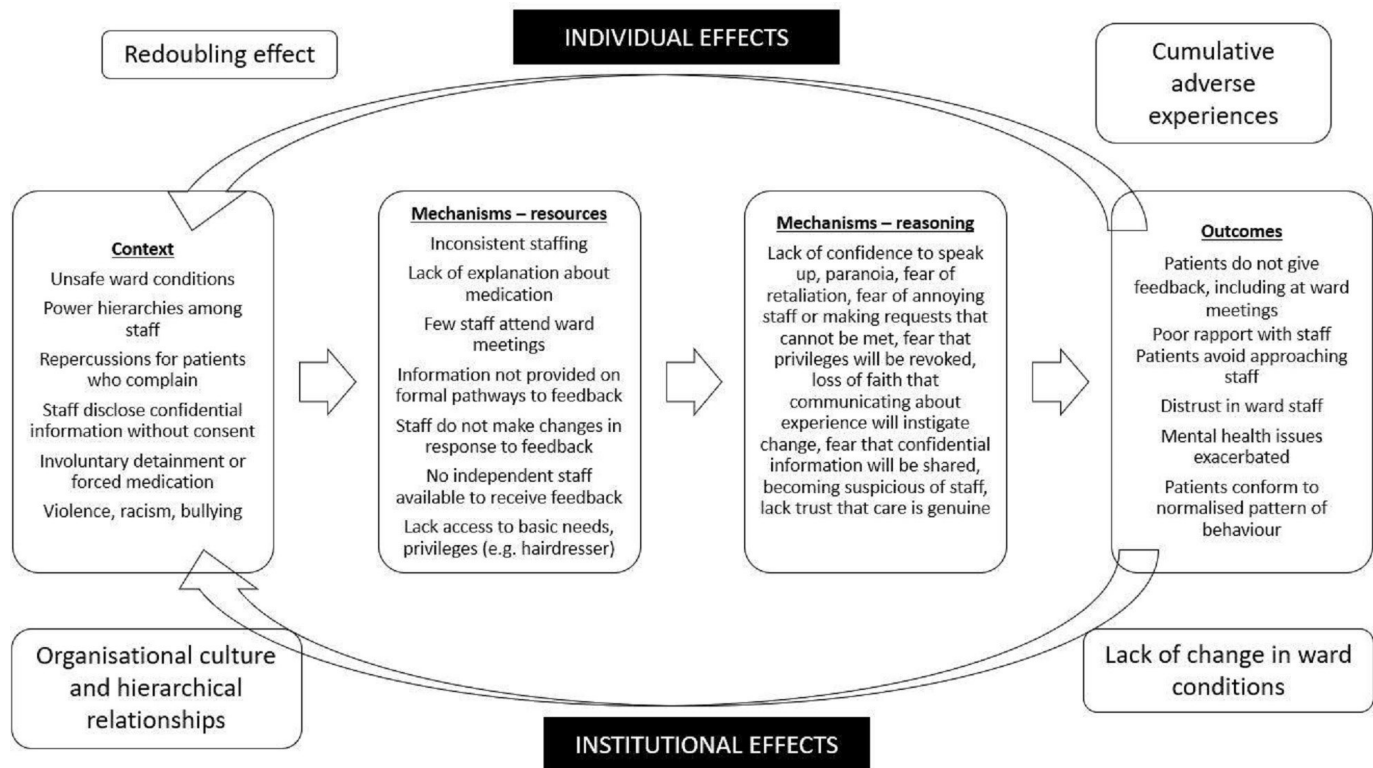 INDIVIDUAL EFFECTS
Redoubling effect
Cumulative
adverse
experiences
Context
Unsafe ward conditions
Power hierarchies among
staff
Repercussions for patients
who complain
Staff disclose confidential
information without consent
Involuntary detainment or
forced medication
Violence, racism, bullying
Mechanisms – resources
Inconsistent staffing
Lack of explanation about
medication
Few staff attend ward
meetings
Information not provided on
formal pathways to feedback
Staff do not make changes in
response to feedback
No independent staff
available to receive feedback
Lack access to basic needs,
privileges (e.g. hairdresser)
Mechanisms – reasoning
Lack of confidence to speak
up, paranoia, fear of
retaliation, fear of annoying
staff or making requests that
cannot be met, fear that
privileges will be revoked,
loss of faith that
communicating about
experience will instigate
change, fear that confidential
information will be shared,
becoming suspicious of staff,
lack trust that care is genuine
Outcomes
Patients do not give
feedback, including at ward
meetings
Poor rapport with staff
Patients avoid approaching
staff
Distrust in ward staff
Mental health issues
exacerbated
Patients conform to
normalised pattern of
behaviour
Organisational culture
and hierarchical
relationships
Lack of change in ward
conditions
INSTITUTIONAL EFFECTS